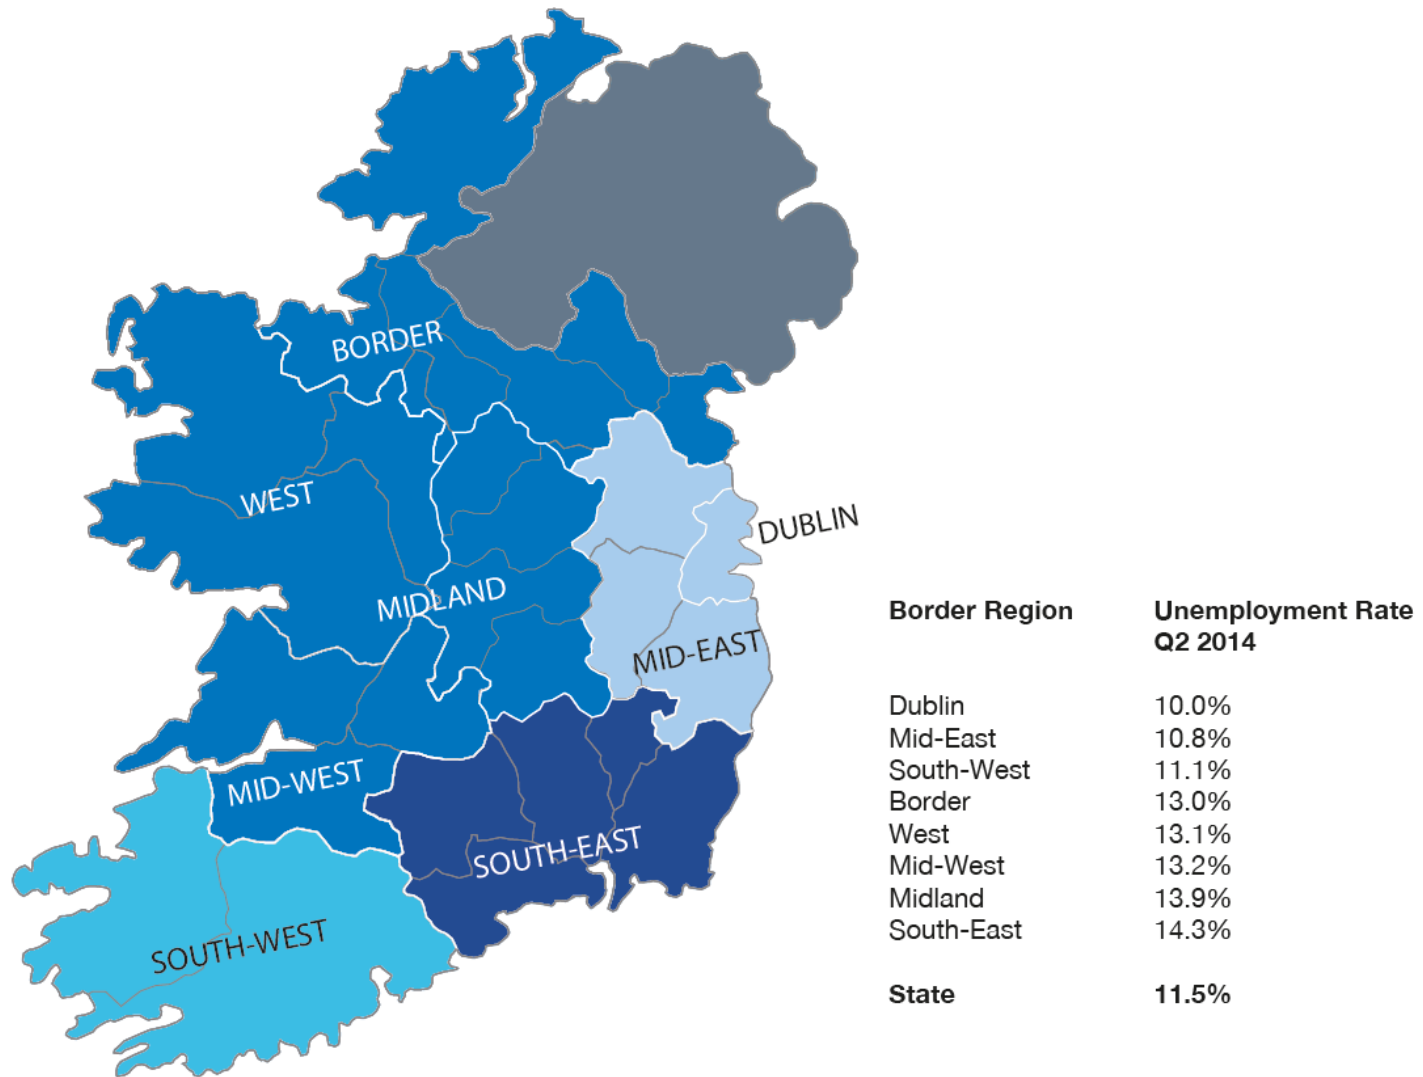 BORDER
WEST
DUBLIN
MIDLAND
MID-EAST
MID-WEST
SOUTH-EAST
SOUTH-WEST
Border Region Unemployment Rate
Q2 2014
Dublin 10.0%
Mid-East 10.8%
South-West 11.1%
Border 13.0%
West 13.1%
Mid-West 13.2%
Midland 13.9%
South-East 14.3%
State 11.5%